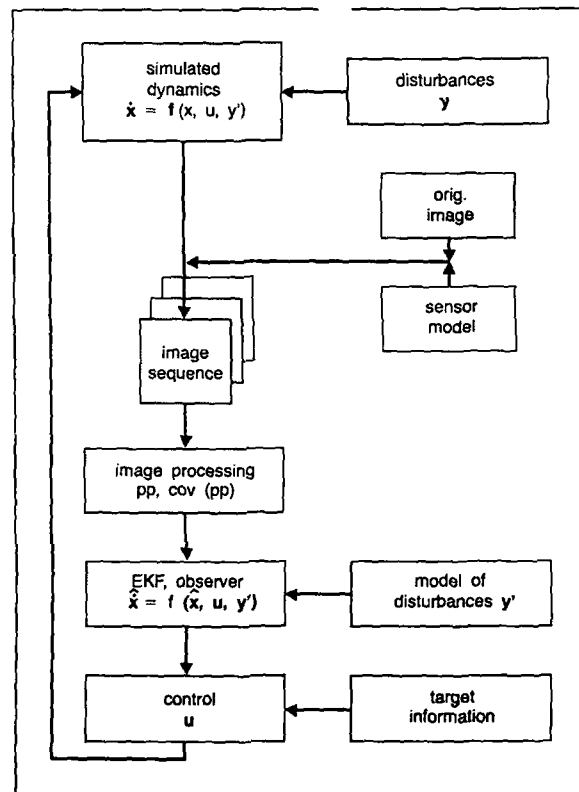 simulated
dynamics
ẋ = f (x, u, y')
disturbances
y
orig.
image
sensor
model
image
sequence
image processing
pp, cov (pp)
EKF, observer
x̂̇ = f (x̂, u, y')
model of
disturbances y'
control
u
target
information